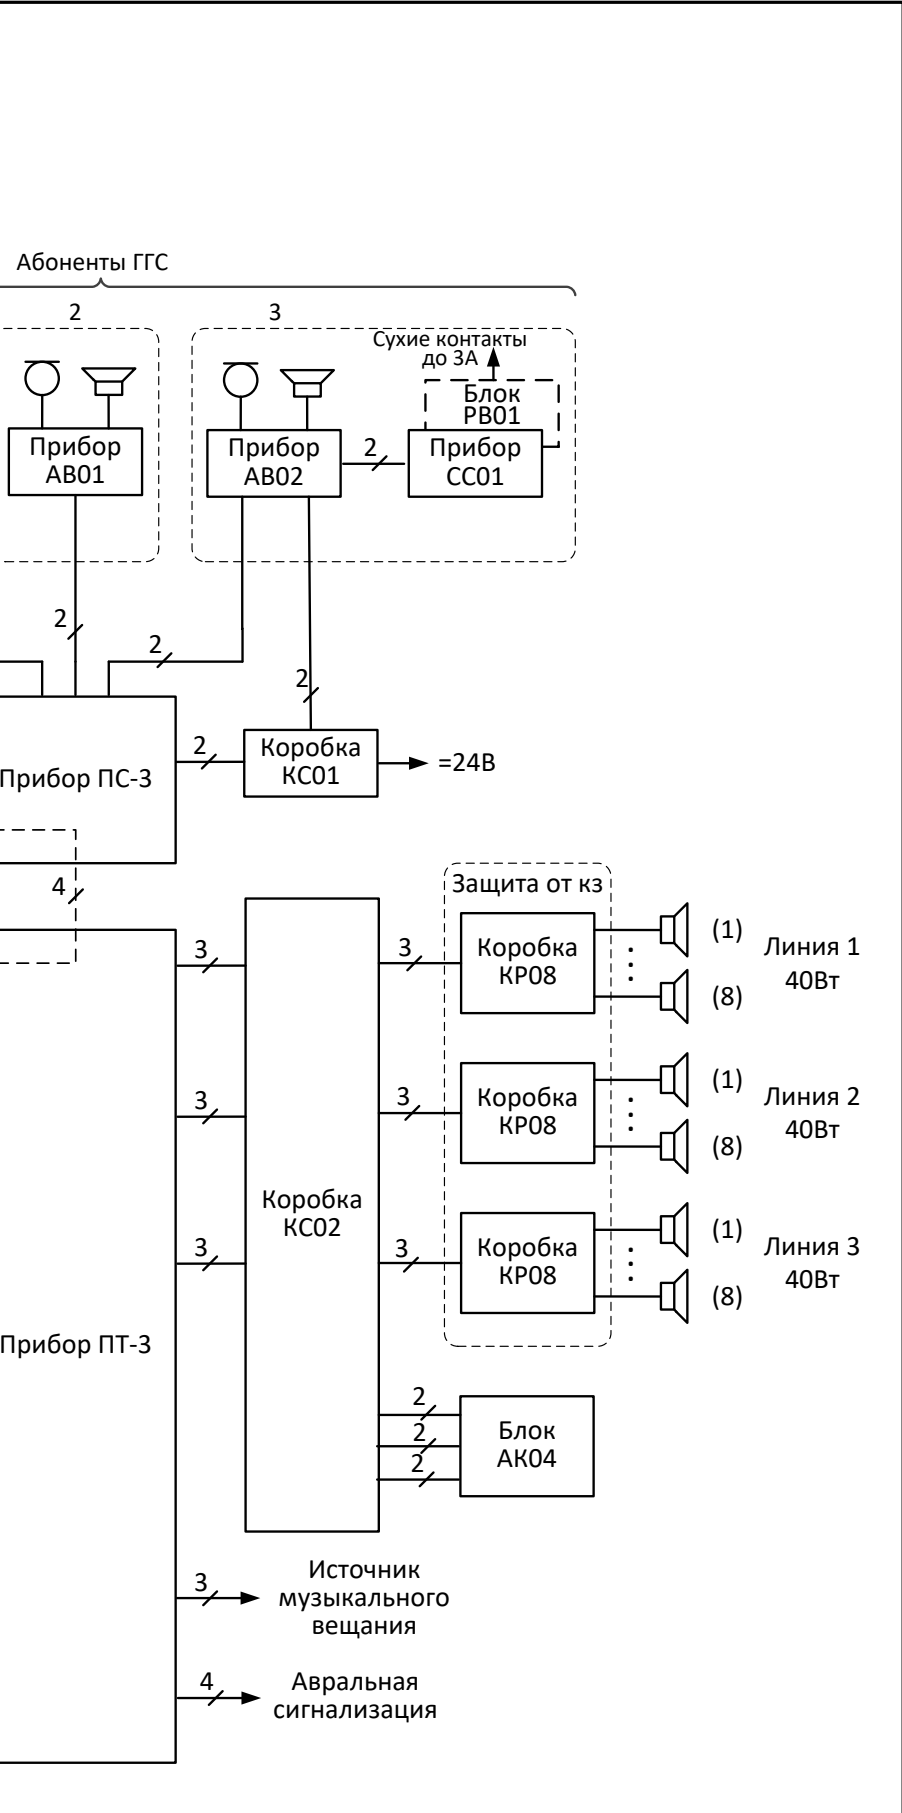 Абоненты ГГС
2
3
Сухие контакты
до 3А
Блок
РВ01
Прибор
АВ01
Прибор
АВ02
2
Прибор
СС01
2
2
2
Прибор ПС-3
2
Коробка
КС01
=24В
4
Защита от кз
3
3
Коробка
КР08
(1)
(8)
Линия 1
40Вт
3
3
Коробка
КР08
(1)
(8)
Линия 2
40Вт
Коробка
КС02
3
3
Коробка
КР08
(1)
(8)
Линия 3
40Вт
Прибор ПТ-3
2
2
2
Блок
АК04
3
Источник
музыкального
вещания
4
Авральная
сигнализация